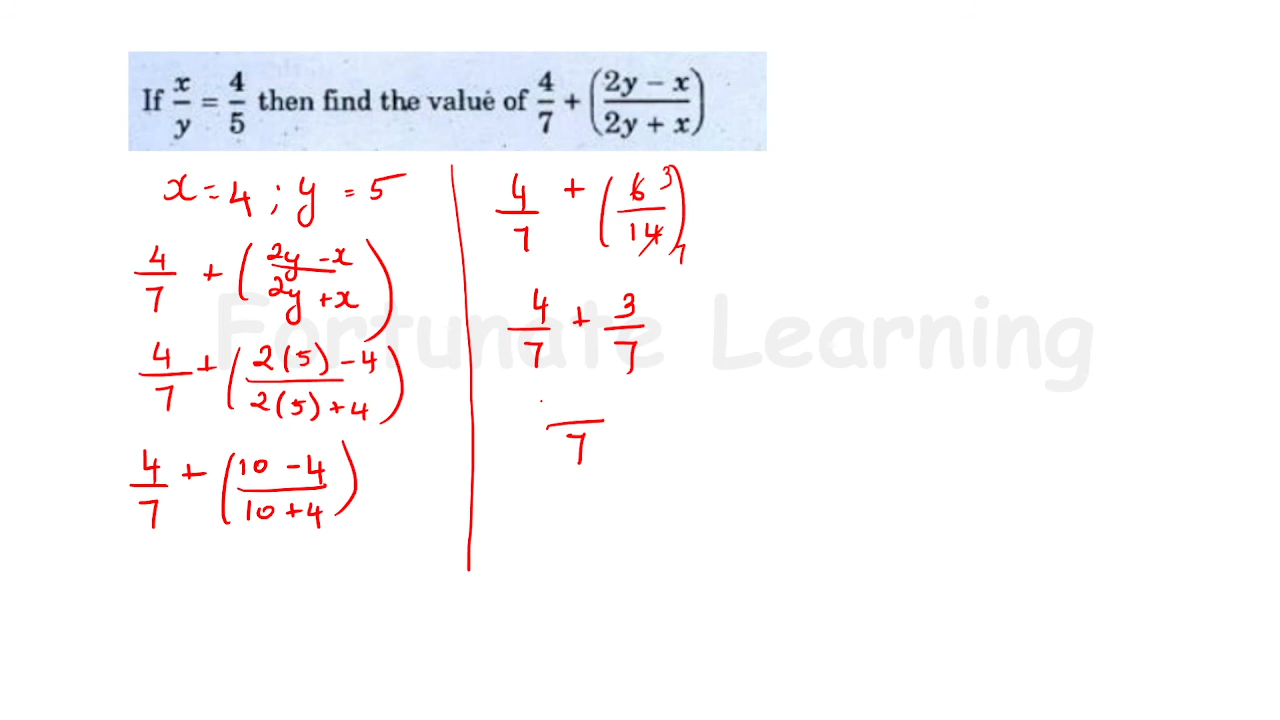 If x/y = 4/5 then find the value of 4/7 + ((2y − x)/(2y + x))
x = 4 ; y = 5
4/7 + ((2y − x)/(2y + x))
4/7 + ((2(5) − 4)/(2(5) + 4))
4/7 + ((10 − 4)/(10 + 4))
4/7 + (6 3/14 7)
4/7 + 3/7
/7
Fortunate Learning